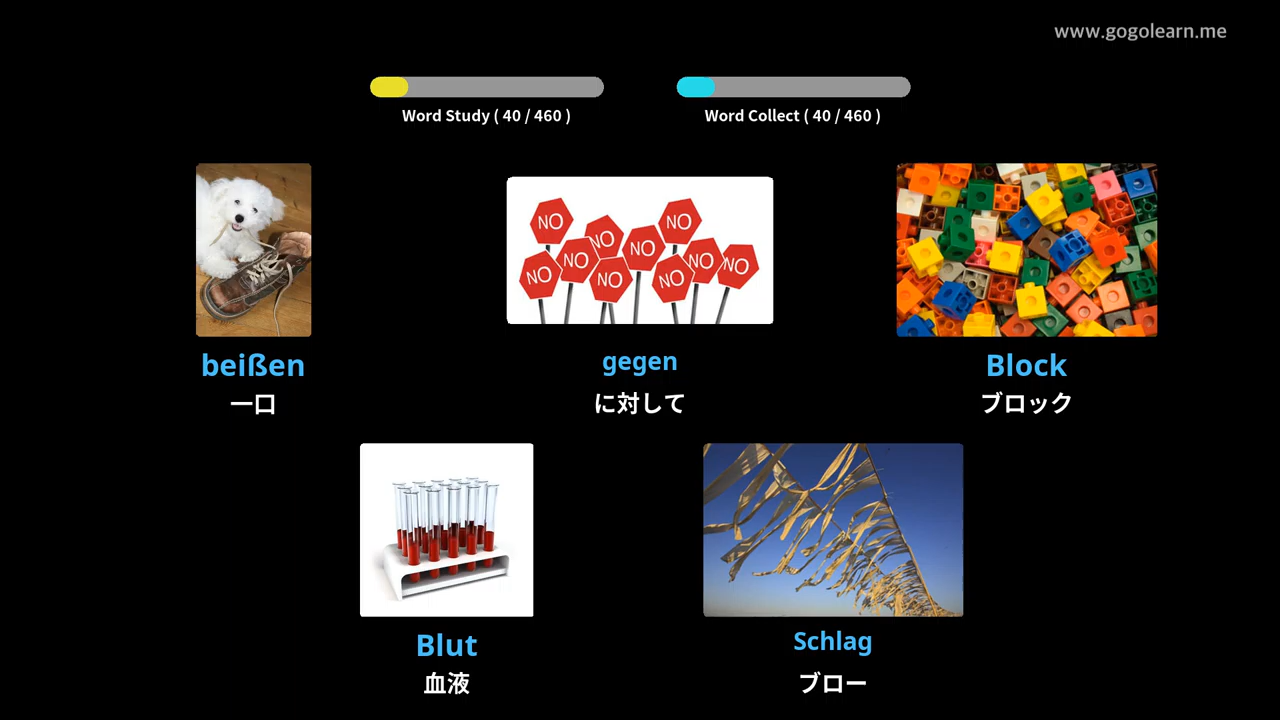 www.gogolearn.me
Word Study ( 40 / 460 )
Word Collect ( 40 / 460 )
NO
NO
NO
NO
NO
NO
NO
NO
NO
NO
beißen
一口
gegen
に対して
Block
ブロック
Blut
血液
Schlag
ブロー